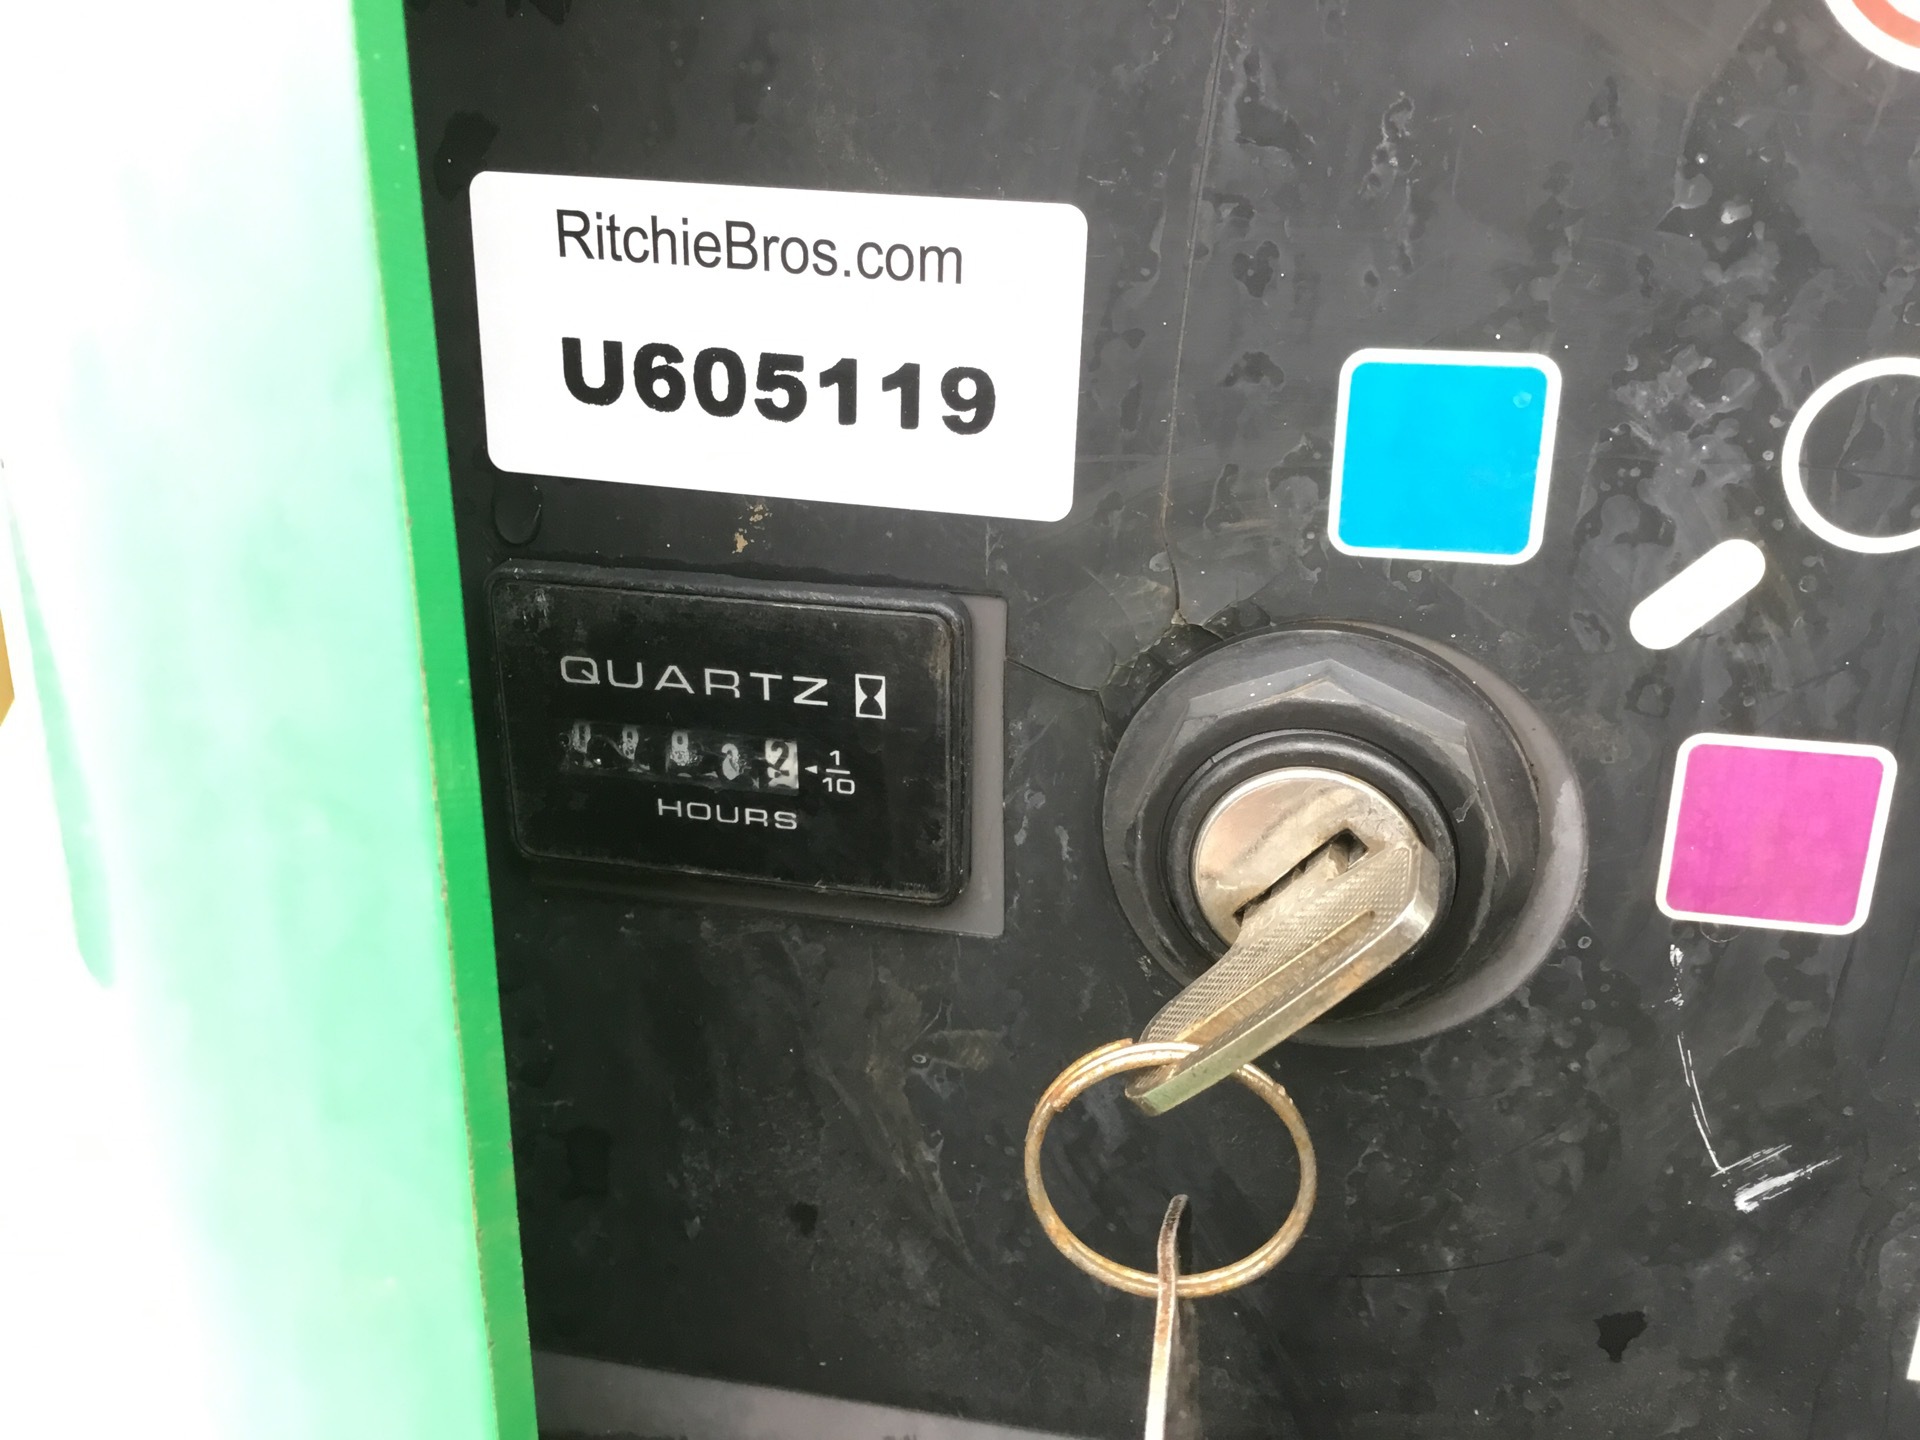 RitchieBros.com
U605119
QUARTZ
1/10
HOURS